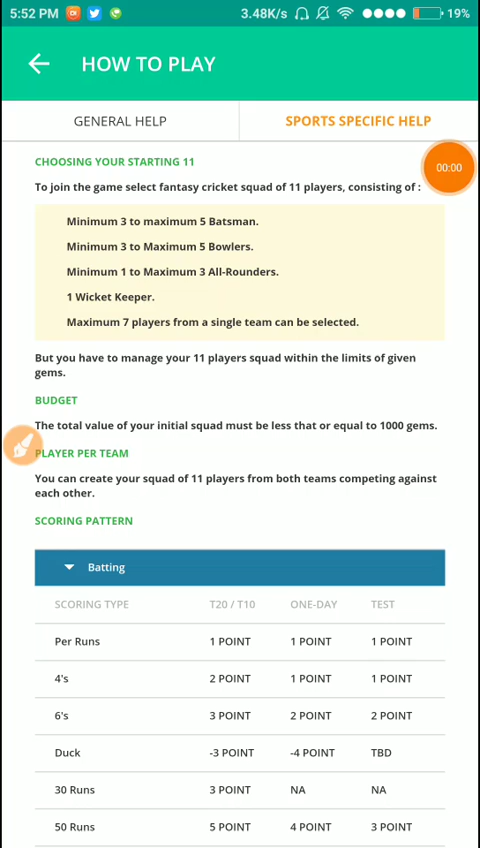 5:52 PM 3.48K/s 19%
HOW TO PLAY
GENERAL HELP SPORTS SPECIFIC HELP
CHOOSING YOUR STARTING 11
00:00
To join the game select fantasy cricket squad of 11 players, consisting of :
Minimum 3 to maximum 5 Batsman.
Minimum 3 to Maximum 5 Bowlers.
Minimum 1 to Maximum 3 All-Rounders.
1 Wicket Keeper.
Maximum 7 players from a single team can be selected.
But you have to manage your 11 players squad within the limits of given
gems.
BUDGET
The total value of your initial squad must be less that or equal to 1000 gems.
PLAYER PER TEAM
You can create your squad of 11 players from both teams competing against
each other.
SCORING PATTERN
Batting
SCORING TYPE T20 / T10 ONE-DAY TEST
Per Runs 1 POINT 1 POINT 1 POINT
4's 2 POINT 1 POINT 1 POINT
6's 3 POINT 2 POINT 2 POINT
Duck -3 POINT -4 POINT TBD
30 Runs 3 POINT NA NA
50 Runs 5 POINT 4 POINT 3 POINT